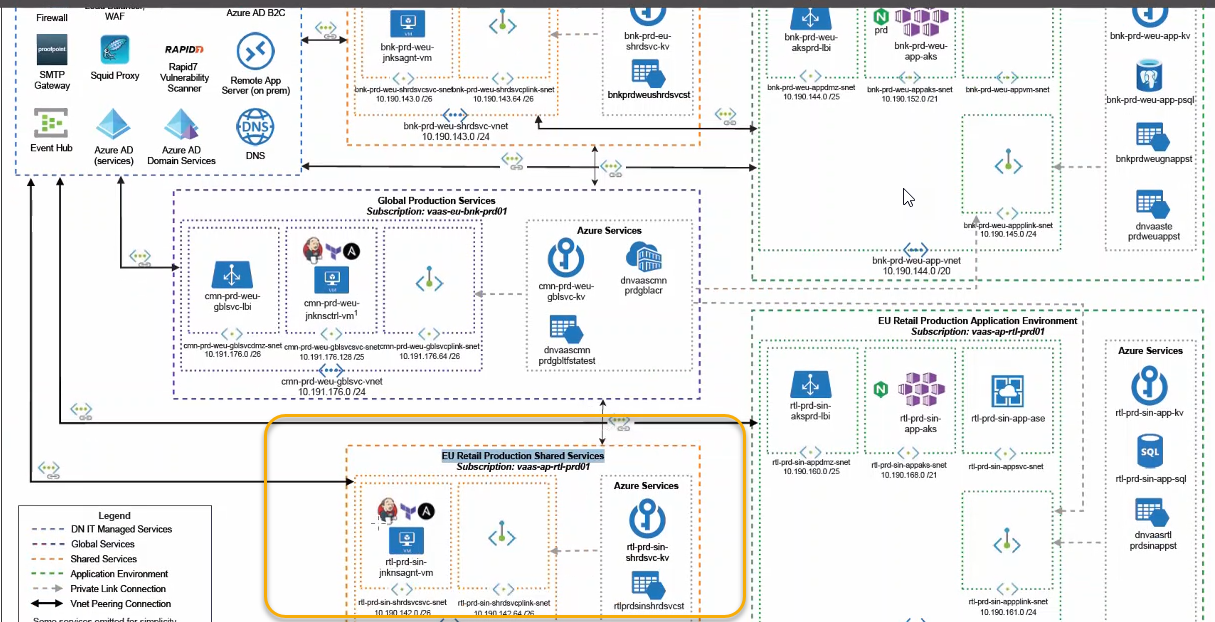 Firewall
WAF
Azure AD B2C
proofpoint
SMTP
Gateway
Squid Proxy
RAPID7
Rapid7
Vulnerability
Scanner
Remote App
Server (on prem)
Event Hub
Azure AD
(services)
Azure AD
Domain Services
DNS
DNS
VM
bnk-prd-weu-
jnksagnt-vm
bnk-prd-eu-
shrdsvc-kv
bnkprdweushrdsvcst
bnk-prd-weu-shrdsvcsvc-snet
10.190.143.0 /26
bnk-prd-weu-shrdsvcplink-snet
10.190.143.64 /26
bnk-prd-weu-shrdsvc-vnet
10.190.143.0 /24
bnk-prd-weu-
aksprd-lbi
N
prd
bnk-prd-weu-
app-aks
bnk-prd-weu-appdmz-snet
10.190.144.0 /25
bnk-prd-weu-appaks-snet
10.190.152.0 /21
bnk-prd-weu-appvm-snet
bnk-prd-weu-app-kv
bnk-prd-weu-app-psql
bnkprdweugnappst
dnvaaste
prdweuappst
bnk-prd-weu-appplink-snet
10.190.145.0 /24
bnk-prd-weu-app-vnet
10.190.144.0 /20
Global Production Services
Subscription: vaas-eu-bnk-prd01
cmn-prd-weu-
gblsvc-lbi
A
VM
cmn-prd-weu-
jnknsctrl-vm1
cmn-prd-weu-gblsvcdmz-snet
10.191.176.0 /26
cmn-prd-weu-gblsvcsvc-snet
10.191.176.128 /25
cmn-prd-weu-gblsvcplink-snet
10.191.176.64 /26
cmn-prd-weu-gblsvc-vnet
10.191.176.0 /24
Azure Services
cmn-prd-weu-
gblsvc-kv
dnvaascmn
prdgblacr
dnvaascmn
prdgbltfstatest
EU Retail Production Application Environment
Subscription: vaas-ap-rtl-prd01
rtl-prd-sin-
aksprd-lbi
N
rtl-prd-sin-
app-aks
rtl-prd-sin-app-ase
rtl-prd-sin-appdmz-snet
10.190.160.0 /25
rtl-prd-sin-appaks-snet
10.190.168.0 /21
rtl-prd-sin-appsvc-snet
rtl-prd-sin-appplink-snet
10.190.161.0 /24
Azure Services
rtl-prd-sin-app-kv
SQL
rtl-prd-sin-app-sql
dnvaasrtl
prdsinappst
EU Retail Production Shared Services
Subscription: vaas-ap-rtl-prd01
A
VM
rtl-prd-sin-
jnknsagnt-vm
rtl-prd-sin-shrdsvcsvc-snet
10.190.142.0 /26
rtl-prd-sin-shrdsvcplink-snet
10.190.142.64 /26
Azure Services
rtl-prd-sin-
shrdsvc-kv
rtlprdsinshrdsvcst
Legend
DN IT Managed Services
Global Services
Shared Services
Application Environment
Private Link Connection
Vnet Peering Connection
Some services omitted for simplicity